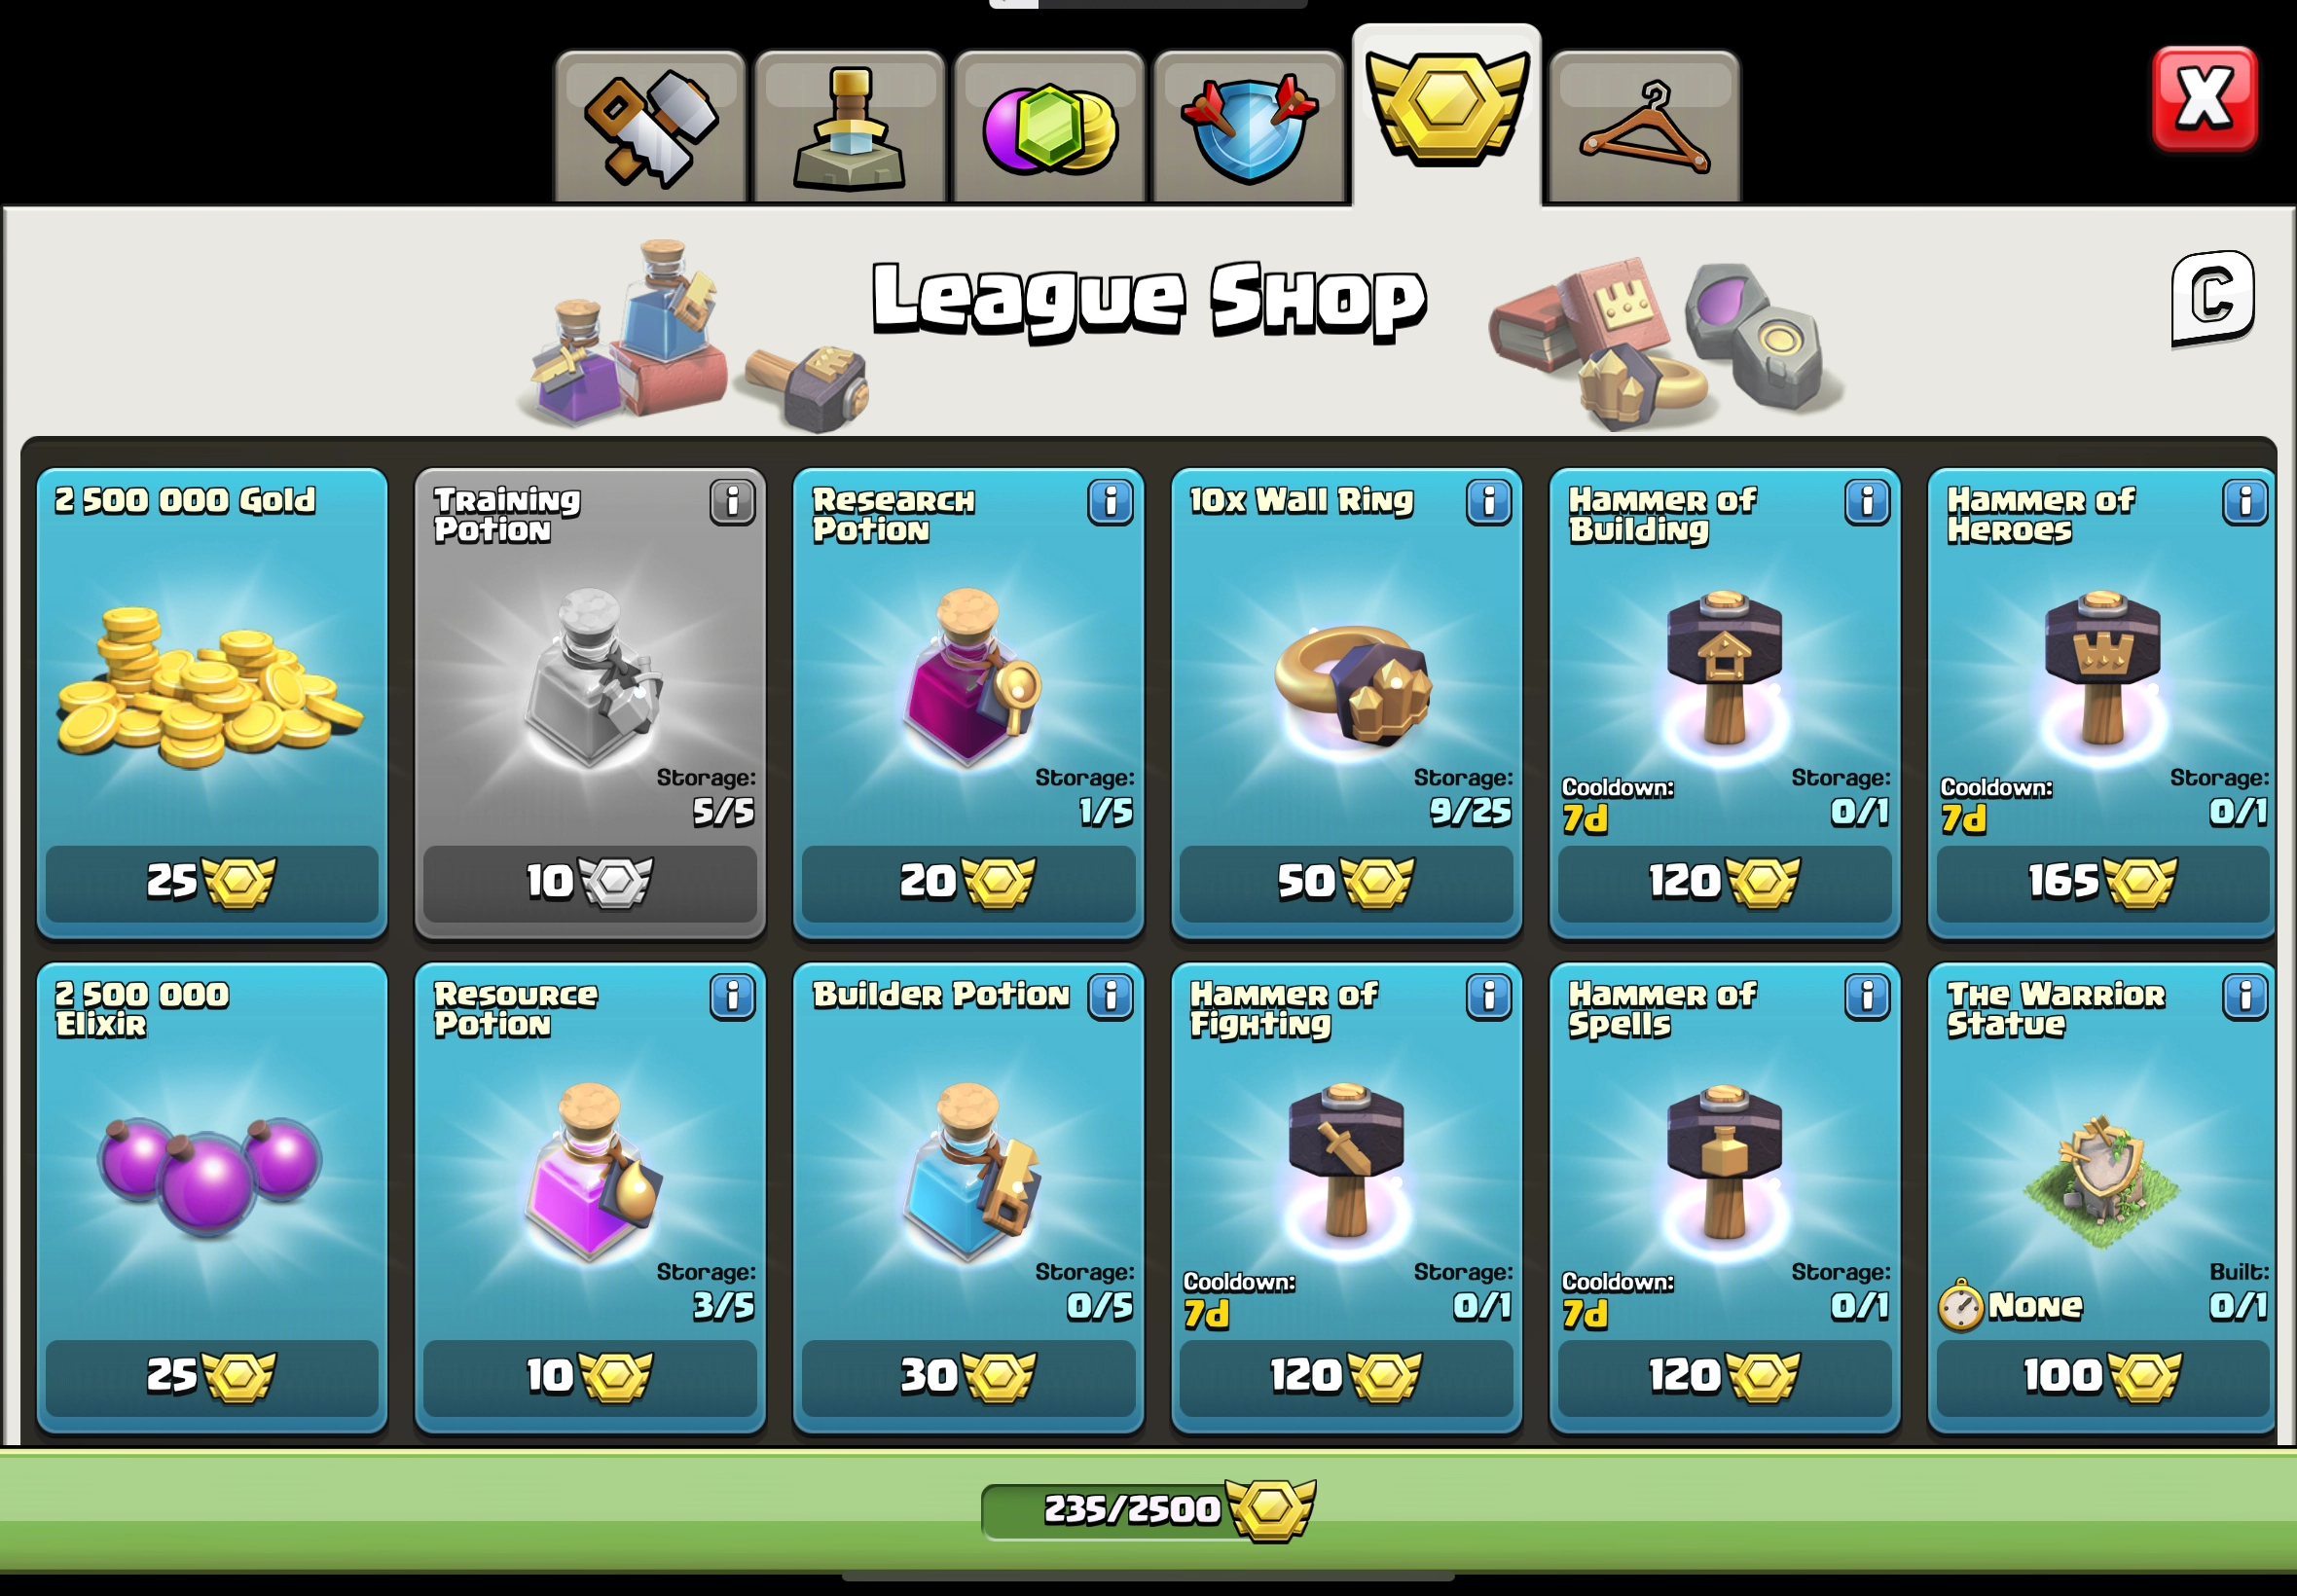 X
League Shop
C
2 500 000 Gold
25
Training
Potion
i
Storage:
5/5
10
Research
Potion
i
Storage:
1/5
20
10x Wall Ring
i
Storage:
9/25
50
Hammer of
Building
i
Cooldown:
7d
Storage:
0/1
120
Hammer of
Heroes
i
Cooldown:
7d
Storage:
0/1
165
2 500 000
Elixir
25
Resource
Potion
i
Storage:
3/5
10
Builder Potion
i
Storage:
0/5
30
Hammer of
Fighting
i
Cooldown:
7d
Storage:
0/1
120
Hammer of
Spells
i
Cooldown:
7d
Storage:
0/1
120
The Warrior
Statue
i
None
Built:
0/1
100
235/2500